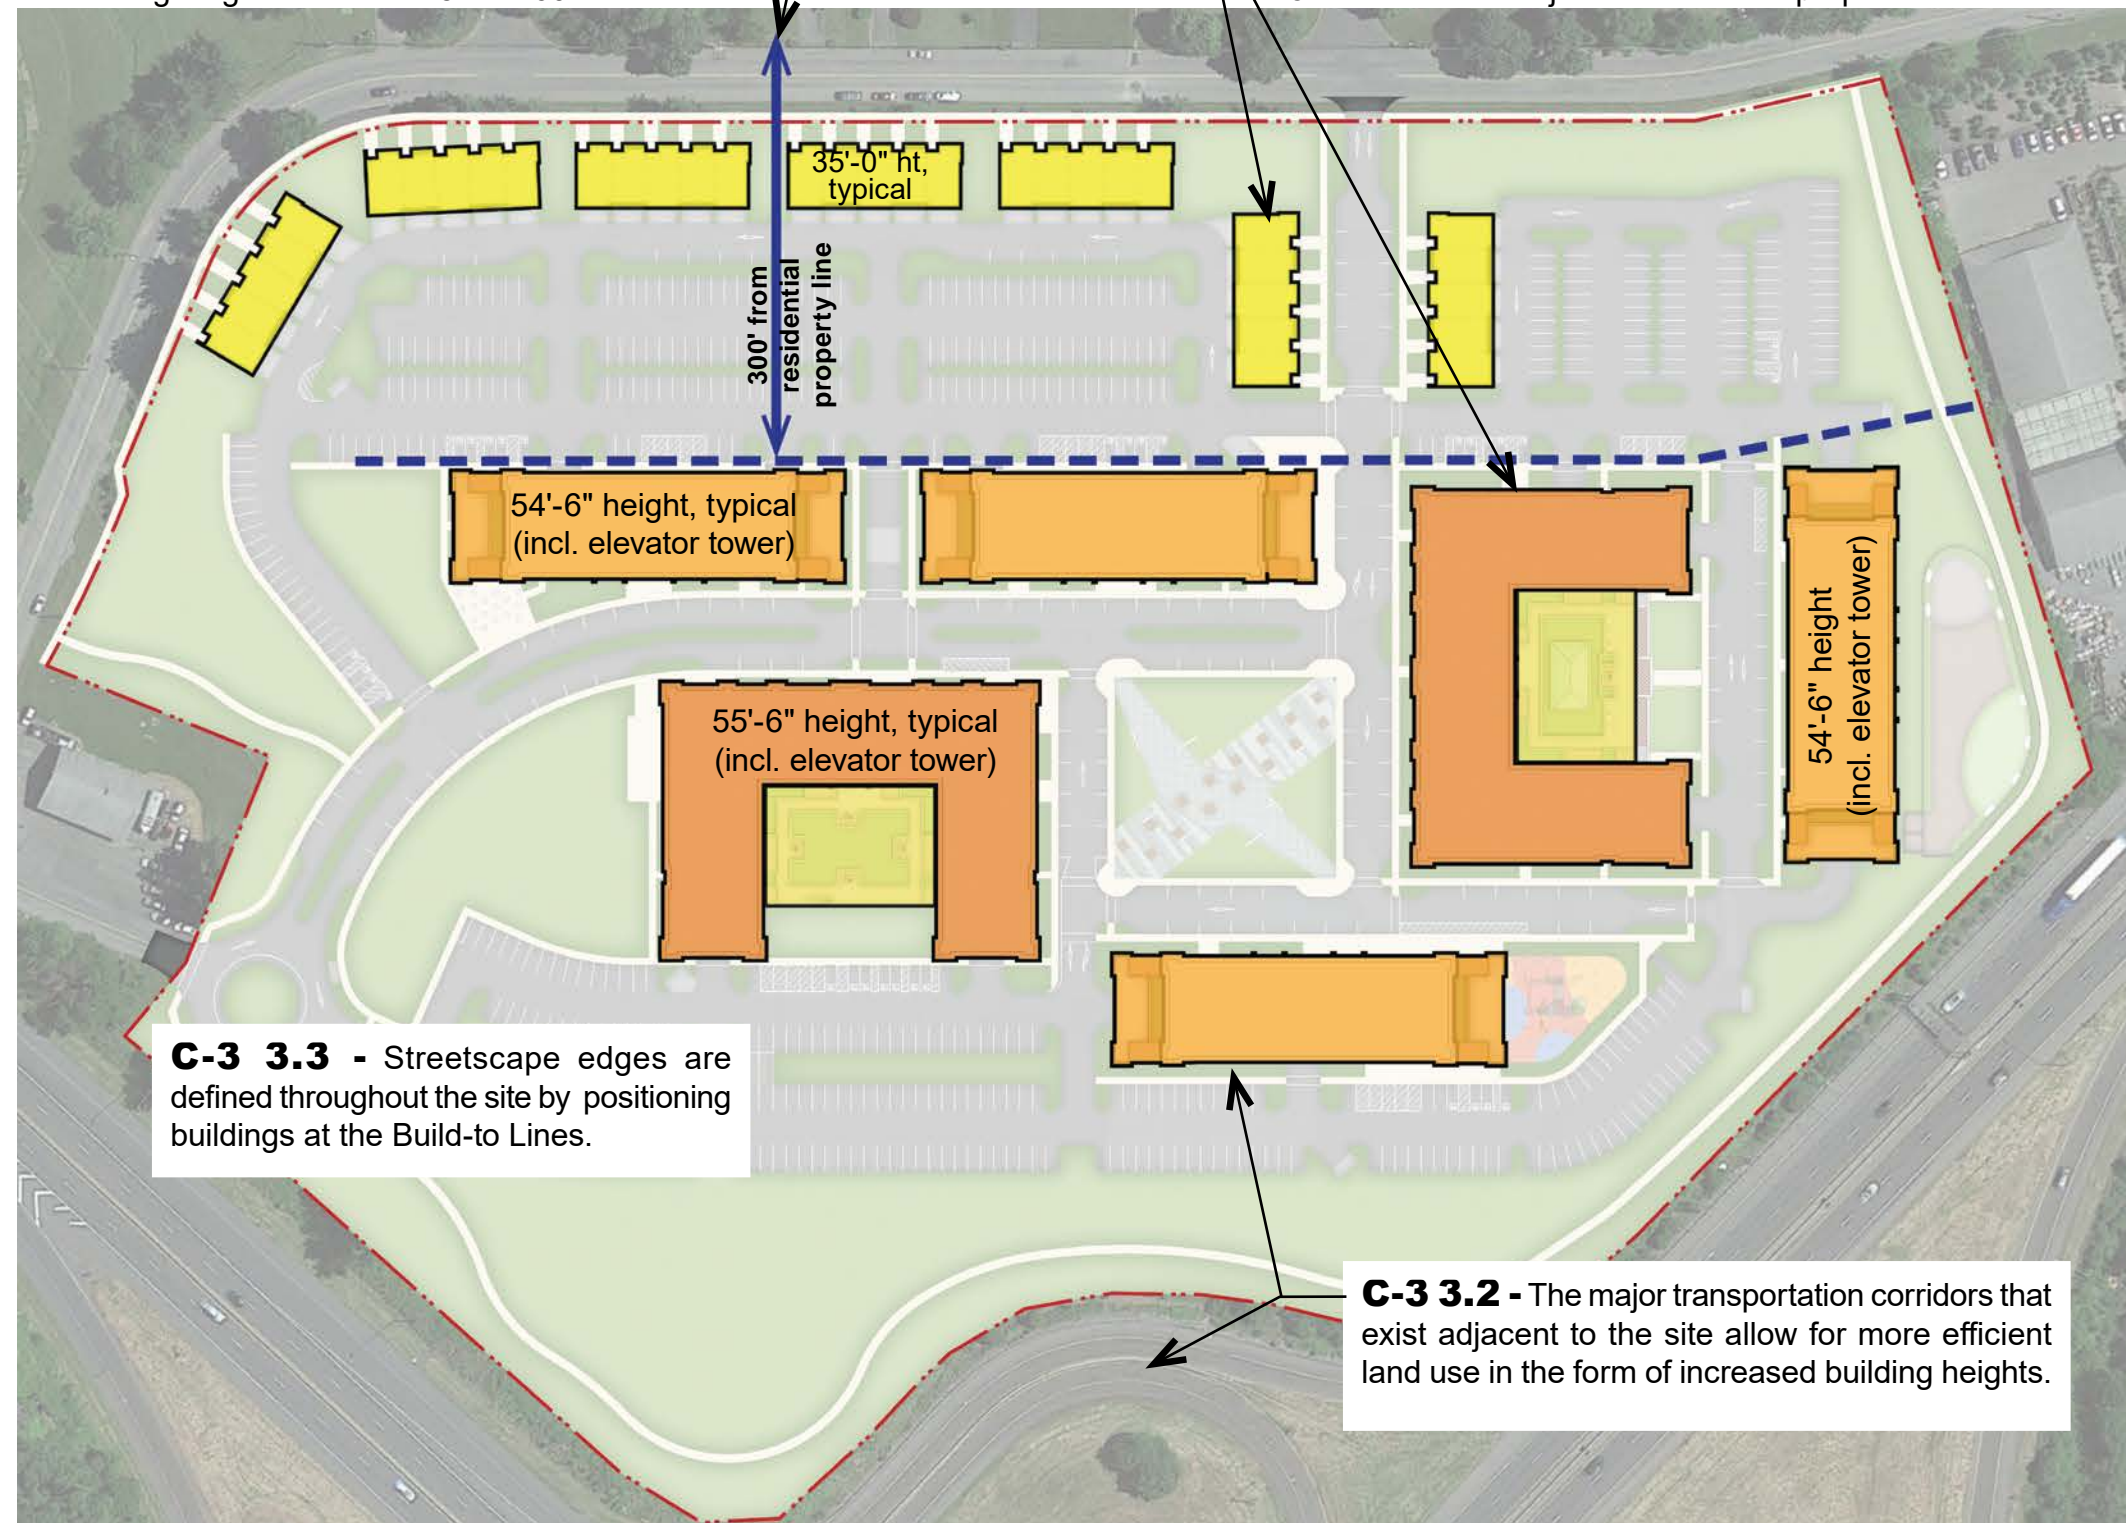 35'-0" ht,
typical
300' from
residential
property line
54'-6" height, typical
(incl. elevator tower)
54'-6" height
(incl. elevator tower)
55'-6" height, typical
(incl. elevator tower)
C-3 3.3 - Streetscape edges are
defined throughout the site by positioning
buildings at the Build-to Lines.
C-3 3.2 - The major transportation corridors that
exist adjacent to the site allow for more efficient
land use in the form of increased building heights.